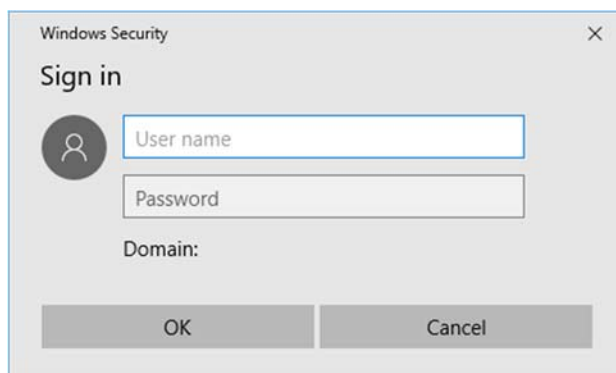 Windows Security
Sign in
User name
Password
Domain:
OK
Cancel